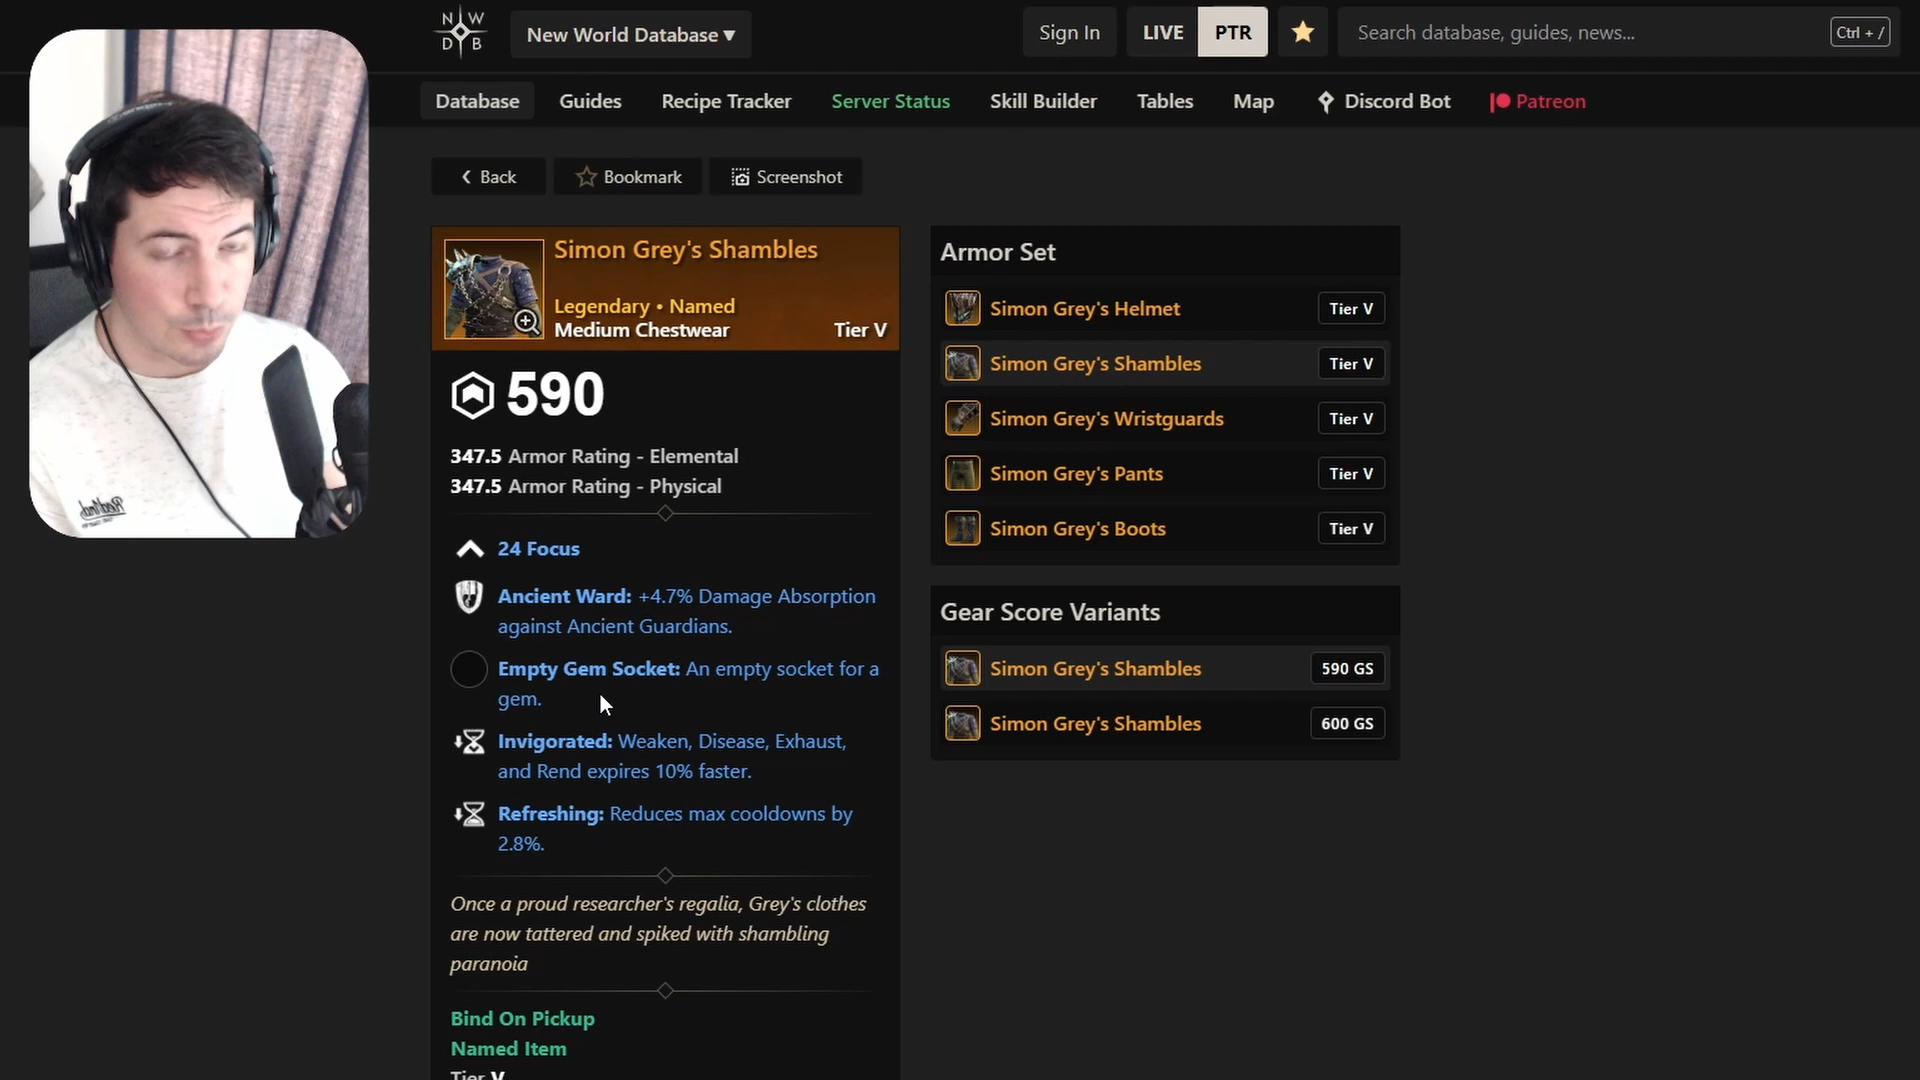 N W
D B
New World Database ▼
Sign In
LIVE
PTR
Search database, guides, news...
Ctrl + /
Database
Guides
Recipe Tracker
Server Status
Skill Builder
Tables
Map
Discord Bot
Patreon
Back
Bookmark
Screenshot
Simon Grey's Shambles
Legendary • Named
Medium Chestwear
Tier V
590
347.5 Armor Rating - Elemental
347.5 Armor Rating - Physical
24 Focus
Ancient Ward: +4.7% Damage Absorption
against Ancient Guardians.
Empty Gem Socket: An empty socket for a
gem.
Invigorated: Weaken, Disease, Exhaust,
and Rend expires 10% faster.
Refreshing: Reduces max cooldowns by
2.8%.
Once a proud researcher's regalia, Grey's clothes
are now tattered and spiked with shambling
paranoia
Bind On Pickup
Named Item
Tier V
Armor Set
Simon Grey's Helmet
Tier V
Simon Grey's Shambles
Tier V
Simon Grey's Wristguards
Tier V
Simon Grey's Pants
Tier V
Simon Grey's Boots
Tier V
Gear Score Variants
Simon Grey's Shambles
590 GS
Simon Grey's Shambles
600 GS